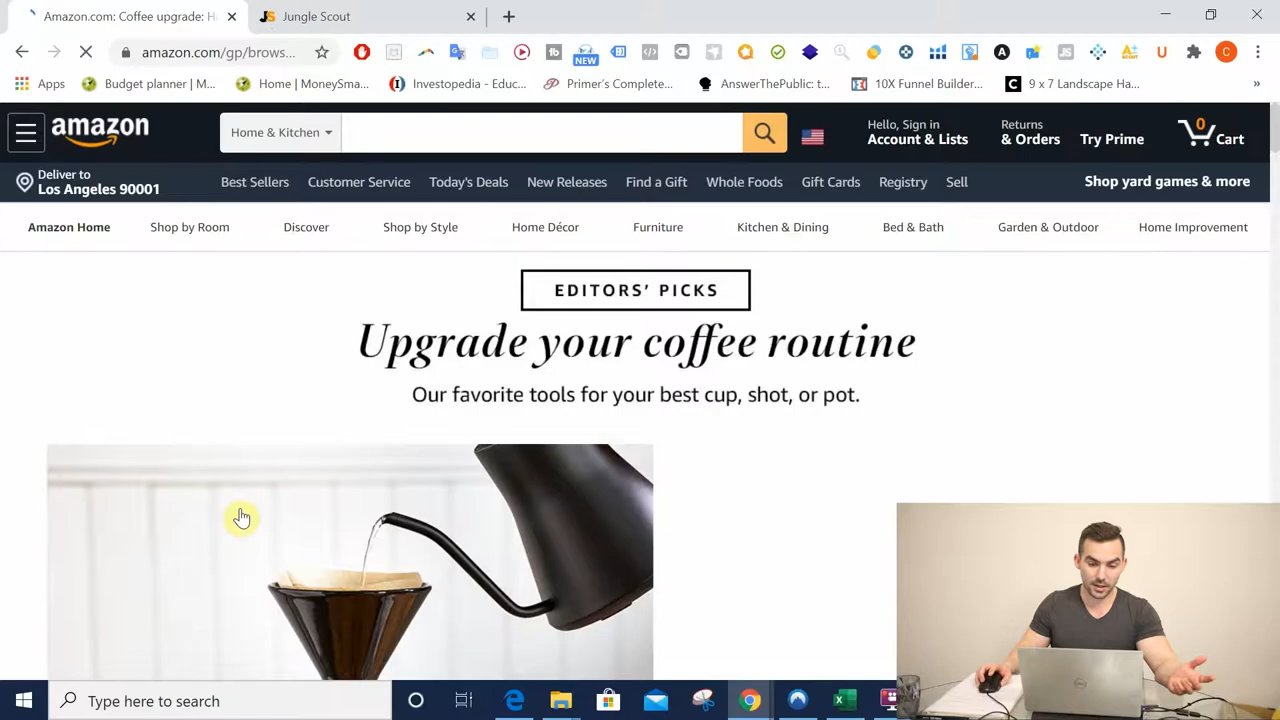 Amazon.com: Coffee upgrade: H
Jungle Scout
amazon.com/gp/brows...
NEW
Apps
Budget planner | M...
Home | MoneySma...
Investopedia - Educ...
Primer's Complete...
AnswerThePublic: t...
10X Funnel Builder...
9 x 7 Landscape Ha...
amazon
Home & Kitchen
Hello, Sign in
Account & Lists
Returns
& Orders
Try Prime
0
Cart
Deliver to
Los Angeles 90001
Best Sellers
Customer Service
Today's Deals
New Releases
Find a Gift
Whole Foods
Gift Cards
Registry
Sell
Shop yard games & more
Amazon Home
Shop by Room
Discover
Shop by Style
Home Décor
Furniture
Kitchen & Dining
Bed & Bath
Garden & Outdoor
Home Improvement
EDITORS' PICKS
Upgrade your coffee routine
Our favorite tools for your best cup, shot, or pot.
Type here to search